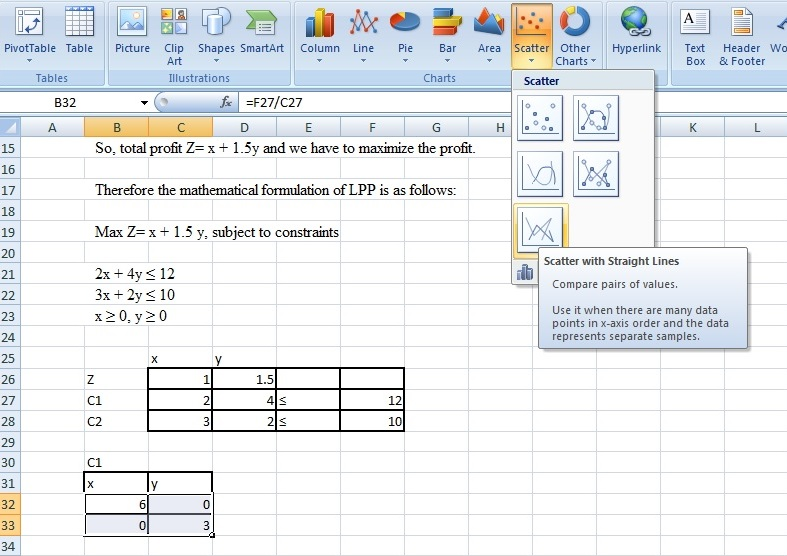 PivotTable Table Picture Clip Art Shapes SmartArt Column Line Pie Bar Area Scatter Other Charts Hyperlink Text Box Header & Footer Wo
Tables Illustrations Charts
Scatter
B32 fx =F27/C27
A B C D E F G H K L
15 So, total profit Z= x + 1.5y and we have to maximize the profit.
16
17 Therefore the mathematical formulation of LPP is as follows:
18
19 Max Z= x + 1.5 y, subject to constraints
20
Scatter with Straight Lines
Compare pairs of values.
Use it when there are many data
points in x-axis order and the data
represents separate samples.
21 2x + 4y ≤ 12
22 3x + 2y ≤ 10
23 x ≥ 0, y ≥ 0
24
25 x y
26 Z 1 1.5
27 C1 2 4 ≤ 12
28 C2 3 2 ≤ 10
29
30 C1
31 x y
32 6 0
33 0 3
34